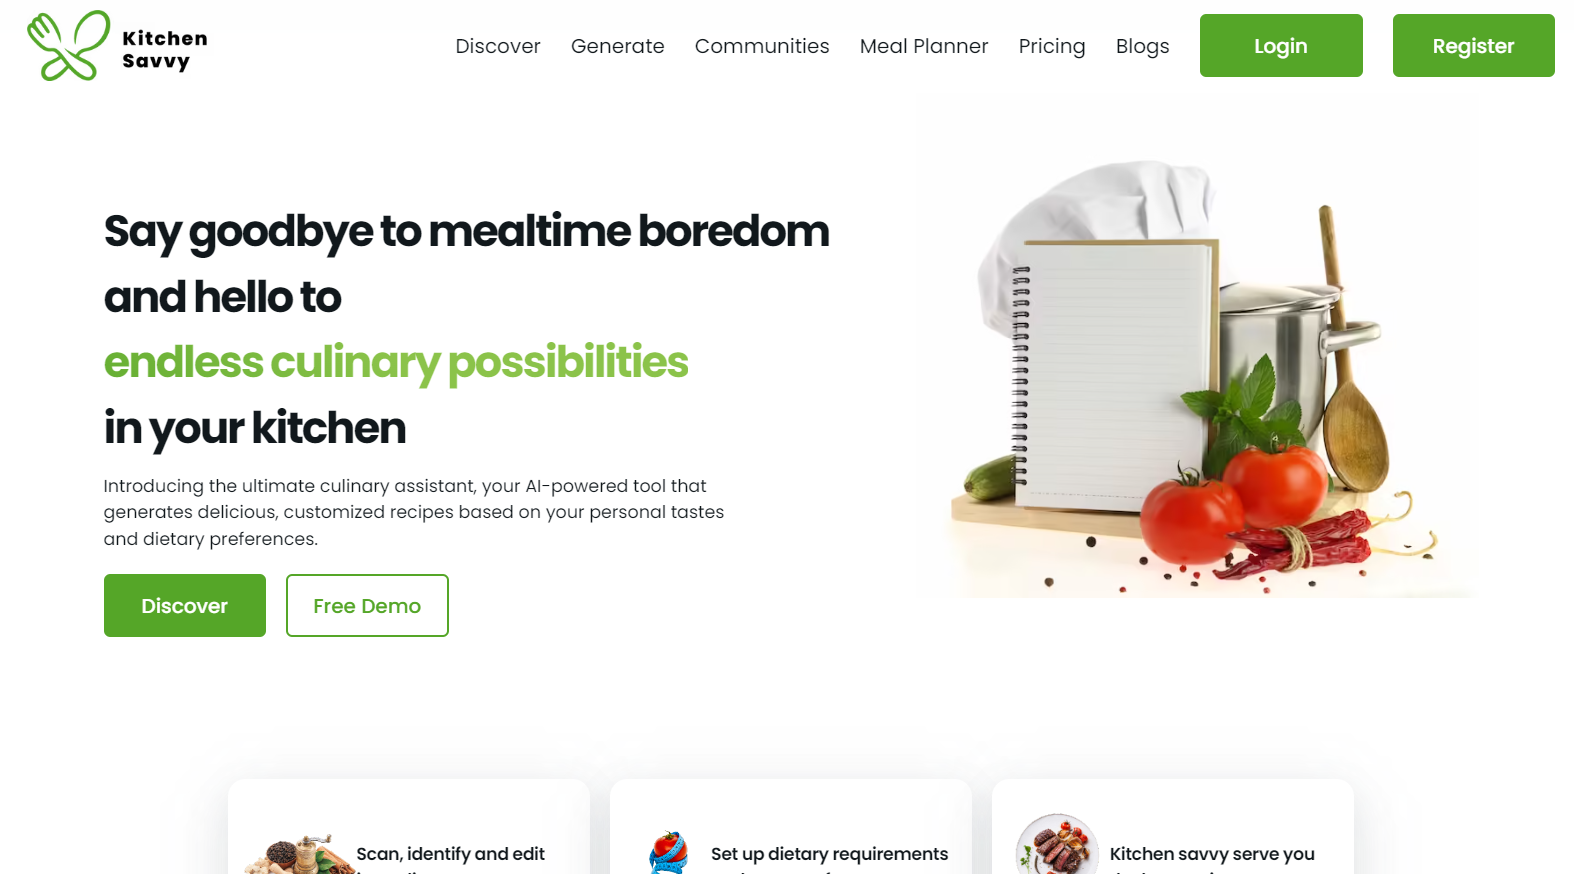 Kitchen
Savvy
Discover
Generate
Communities
Meal Planner
Pricing
Blogs
Login
Register
Say goodbye to mealtime boredom
and hello to
endless culinary possibilities
in your kitchen
Introducing the ultimate culinary assistant, your AI-powered tool that
generates delicious, customized recipes based on your personal tastes
and dietary preferences.
Discover
Free Demo
Scan, identify and edit
Set up dietary requirements
Kitchen savvy serve you